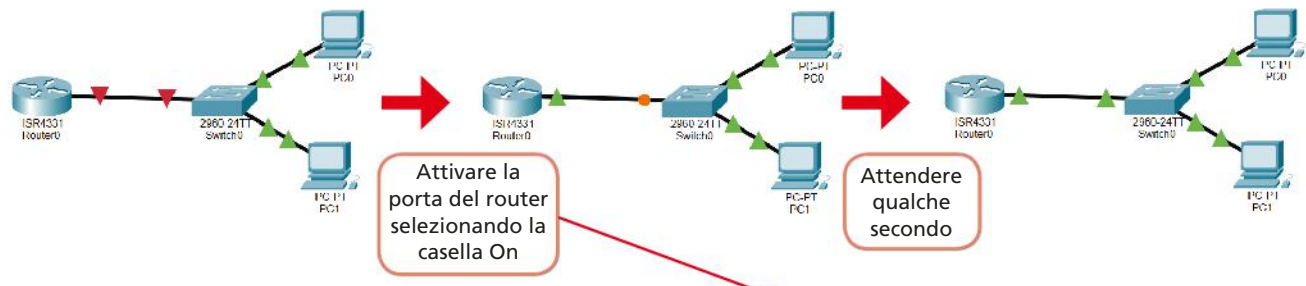 PC-PT
PC0
ISR4331
Router0
2960-24TT
Switch0
PC-PT
PC1
PC-PT
PC0
ISR4331
Router0
2960-24TT
Switch0
PC-PT
PC1
PC-PT
PC0
ISR4331
Router0
2960-24TT
Switch0
PC-PT
PC1
Attivare la
porta del router
selezionando la
casella On
Attendere
qualche
secondo